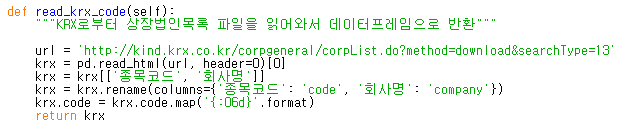 def read_krx_code(self):
    """KRX로부터 상장법인목록 파일을 읽어와서 데이터프레임으로 반환"""
    url = 'http://kind.krx.co.kr/corpgeneral/corpList.do?method=download&searchType=13'
    krx = pd.read_html(url, header=0)[0]
    krx = krx[['종목코드', '회사명']]
    krx = krx.rename(columns={'종목코드': 'code', '회사명': 'company'})
    krx.code = krx.code.map('{:06d}'.format)
    return krx